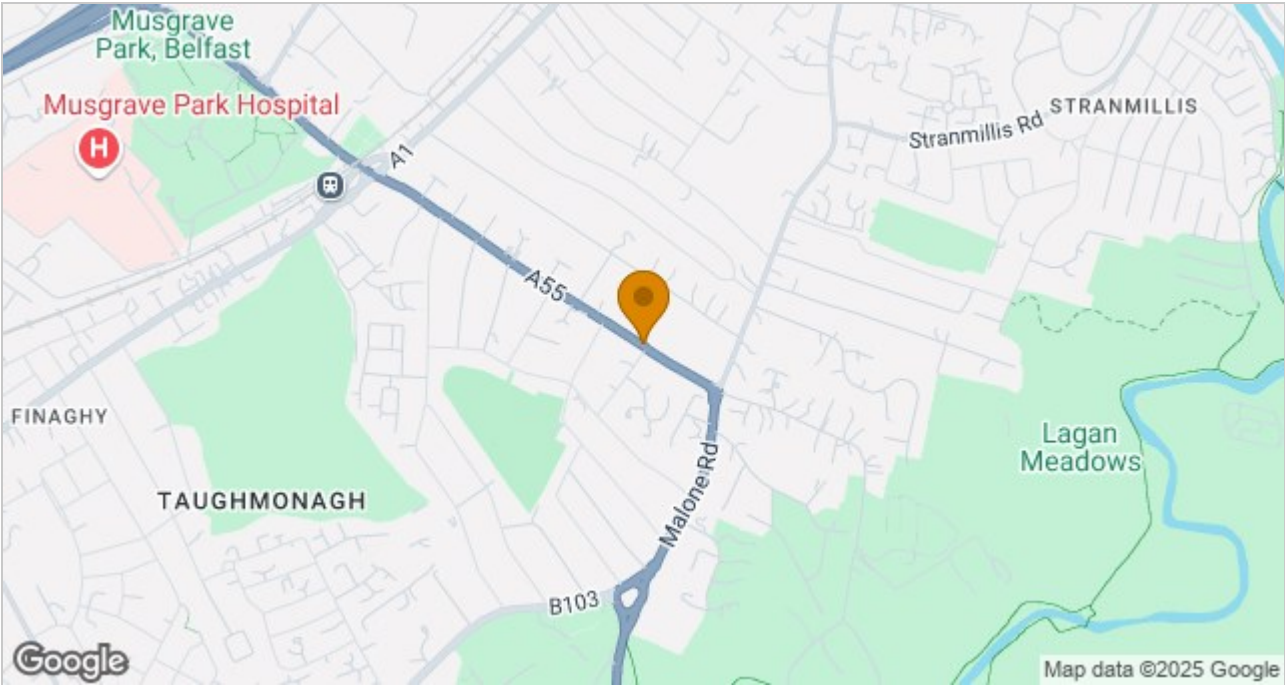 Musgrave
Park, Belfast
Musgrave Park Hospital
H
A1
Stranmillis Rd
STRANMILLIS
A55
FINAGHY
Lagan
Meadows
TAUGHMONAGH
Malone Rd
B103
Google
Map data ©2025 Google